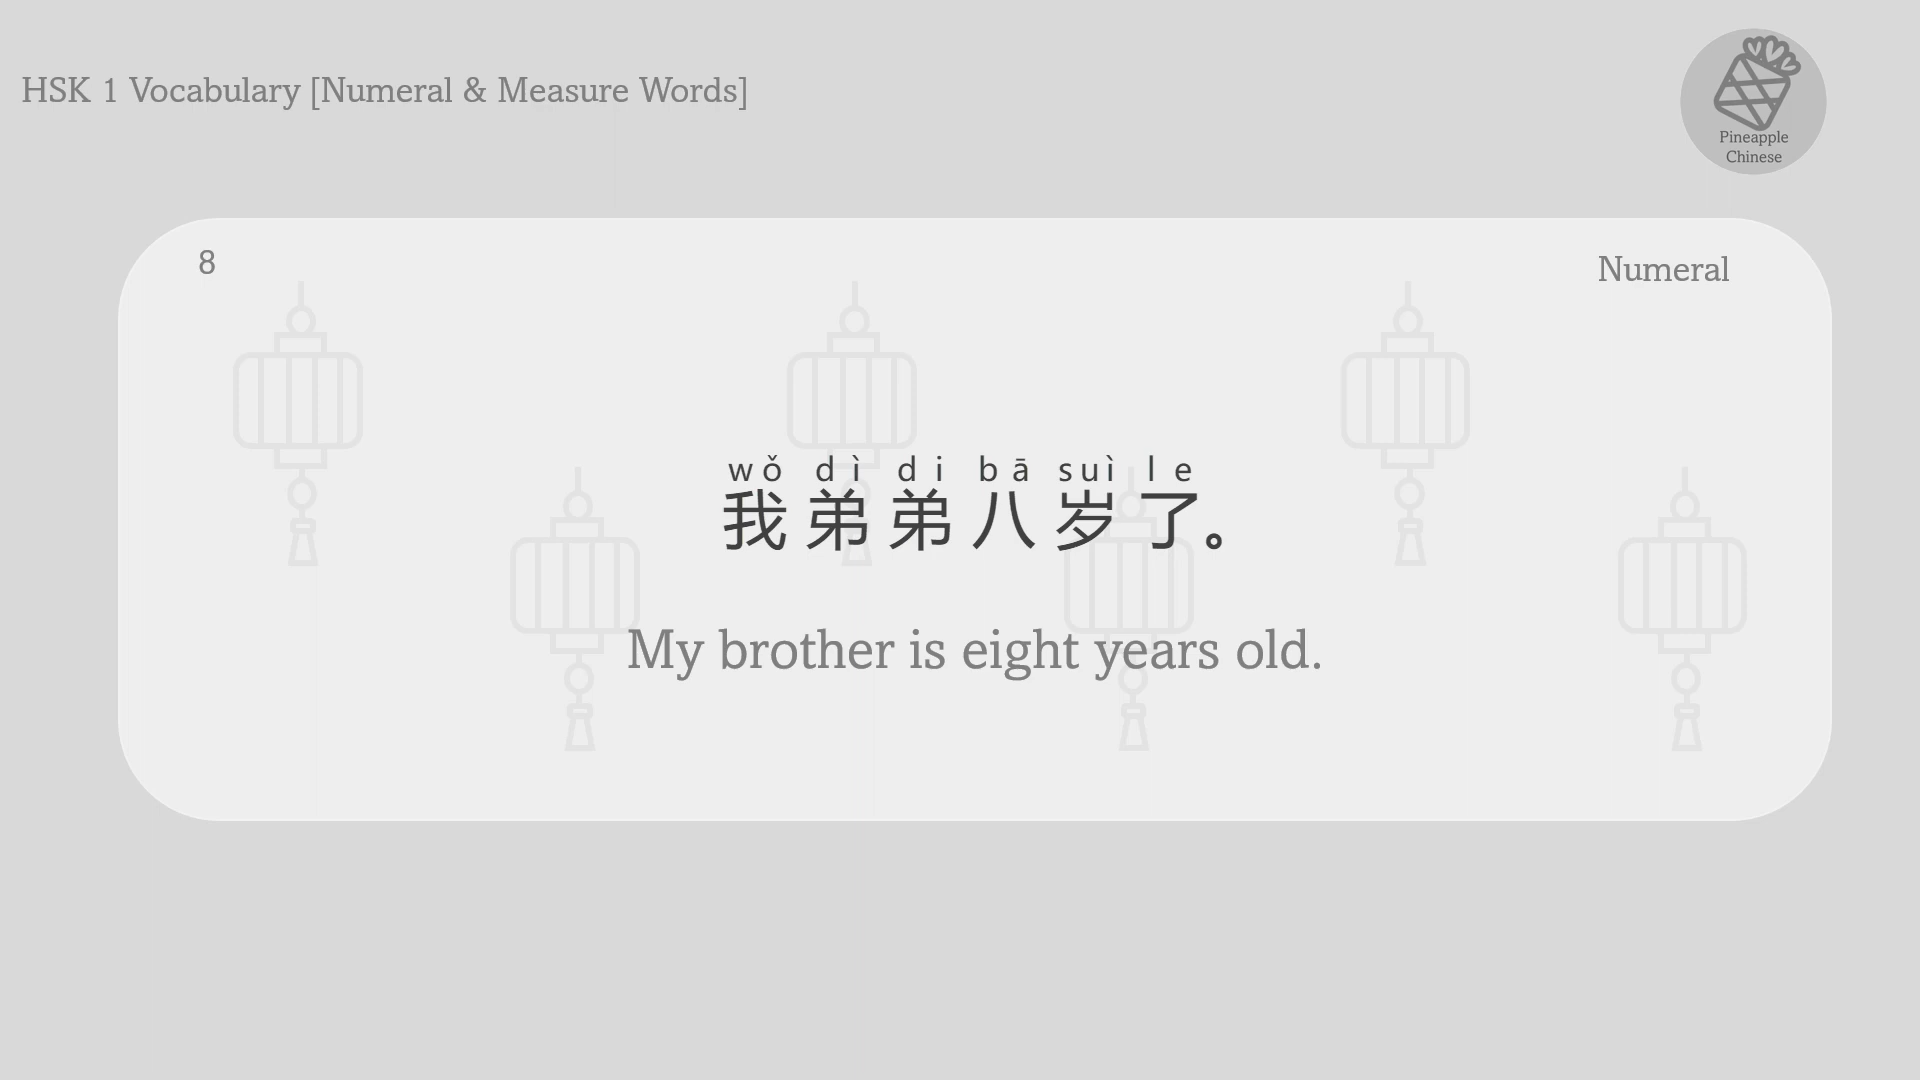 HSK 1 Vocabulary [Numeral & Measure Words]
Pineapple
Chinese
8
Numeral
wǒ dì di bā suì le
我弟弟八岁了。
My brother is eight years old.